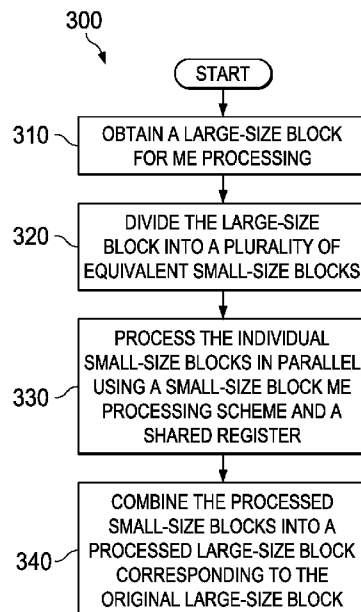 300
START
310
OBTAIN A LARGE-SIZE BLOCK
FOR ME PROCESSING
320
DIVIDE THE LARGE-SIZE
BLOCK INTO A PLURALITY OF
EQUIVALENT SMALL-SIZE BLOCKS
330
PROCESS THE INDIVIDUAL
SMALL-SIZE BLOCKS IN PARALLEL
USING A SMALL-SIZE BLOCK ME
PROCESSING SCHEME AND A
SHARED REGISTER
340
COMBINE THE PROCESSED
SMALL-SIZE BLOCKS INTO A
PROCESSED LARGE-SIZE BLOCK
CORRESPONDING TO THE
ORIGINAL LARGE-SIZE BLOCK